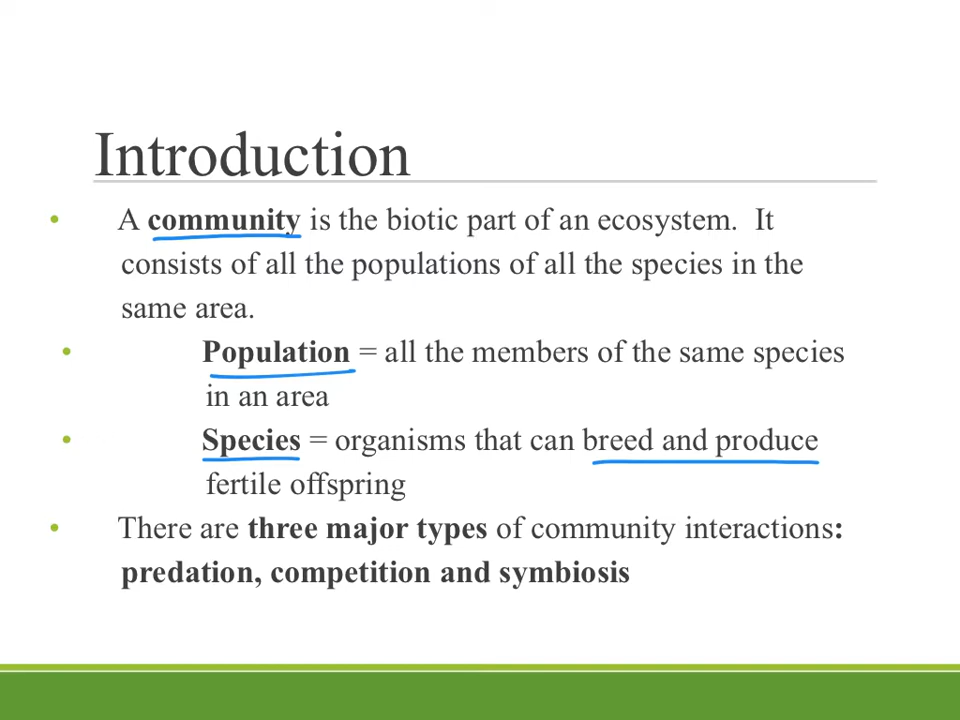 Introduction
• A community is the biotic part of an ecosystem. It
consists of all the populations of all the species in the
same area.
• Population = all the members of the same species
in an area
• Species = organisms that can breed and produce
fertile offspring
• There are three major types of community interactions:
predation, competition and symbiosis